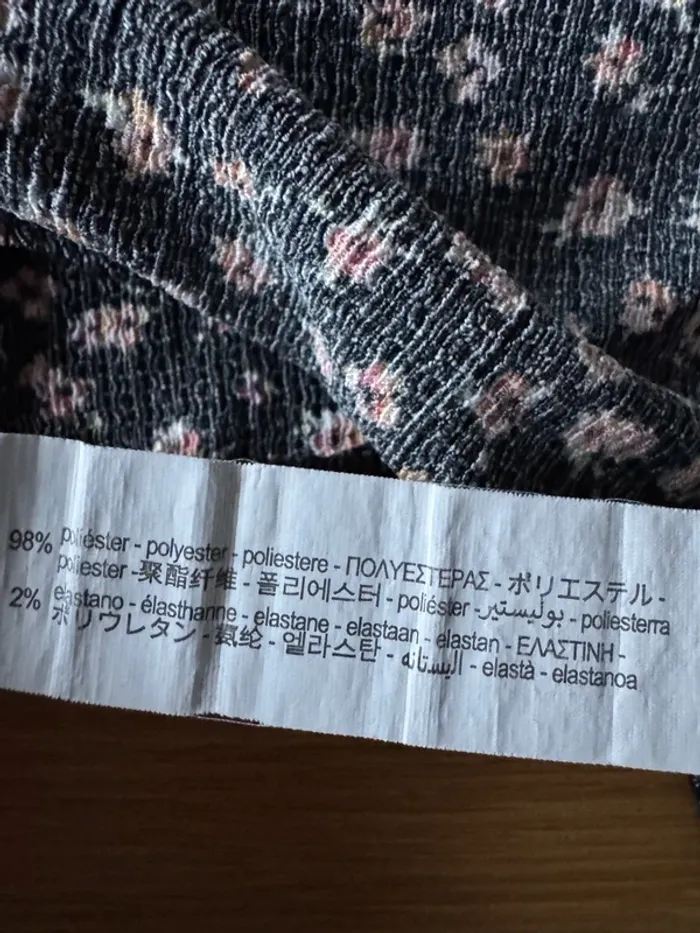 98% poliéster - polyester - poliestere - ΠΟΛΥΕΣΤΕΡΑΣ - ポリエステル -
poliester -聚酯纤维 - 폴리에스터 - poliéster - بوليستير - poliesterra
2% elastano - élasthanne - elastane - elastaan - elastan - ΕΛΑΣΤΙΝΗ -
ポリウレタン - 氨纶 - 엘라스탄 - اليستانه - elastà - elastanoa